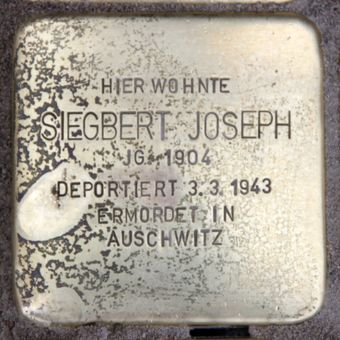 HIER WOHNTE
SIEGBERT JOSEPH
JG. 1904
DEPORTIERT 3.3.1943
ERMORDET IN
AUSCHWITZ